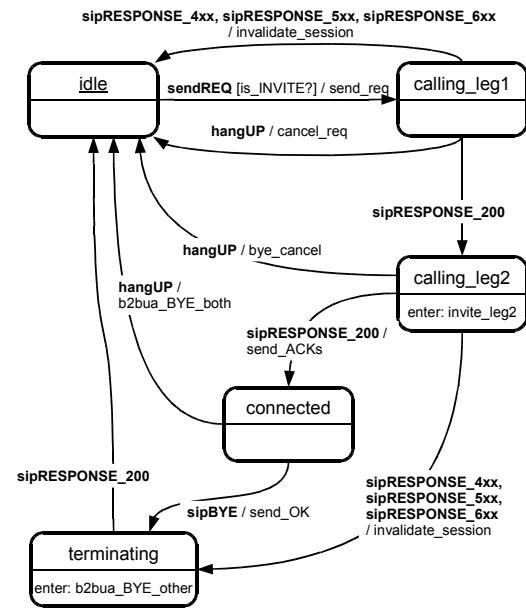 sipRESPONSE_4xx, sipRESPONSE_5xx, sipRESPONSE_6xx
/ invalidate_session
idle
calling_leg1
sendREQ [is_INVITE?] / send_req
hangUP / cancel_req
sipRESPONSE_200
hangUP / bye_cancel
calling_leg2
enter: invite_leg2
hangUP /
b2bua_BYE_both
sipRESPONSE_200 /
send_ACKs
connected
sipRESPONSE_200
sipRESPONSE_4xx,
sipRESPONSE_5xx,
sipRESPONSE_6xx
/ invalidate_session
sipBYE / send_OK
terminating
enter: b2bua_BYE_other